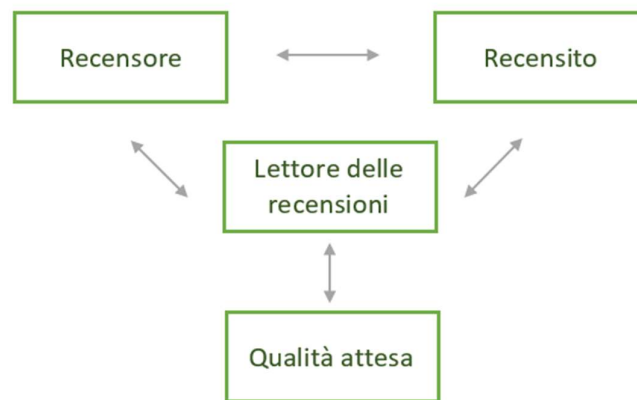 Recensore
Recensito
Lettore delle
recensioni
Qualità attesa